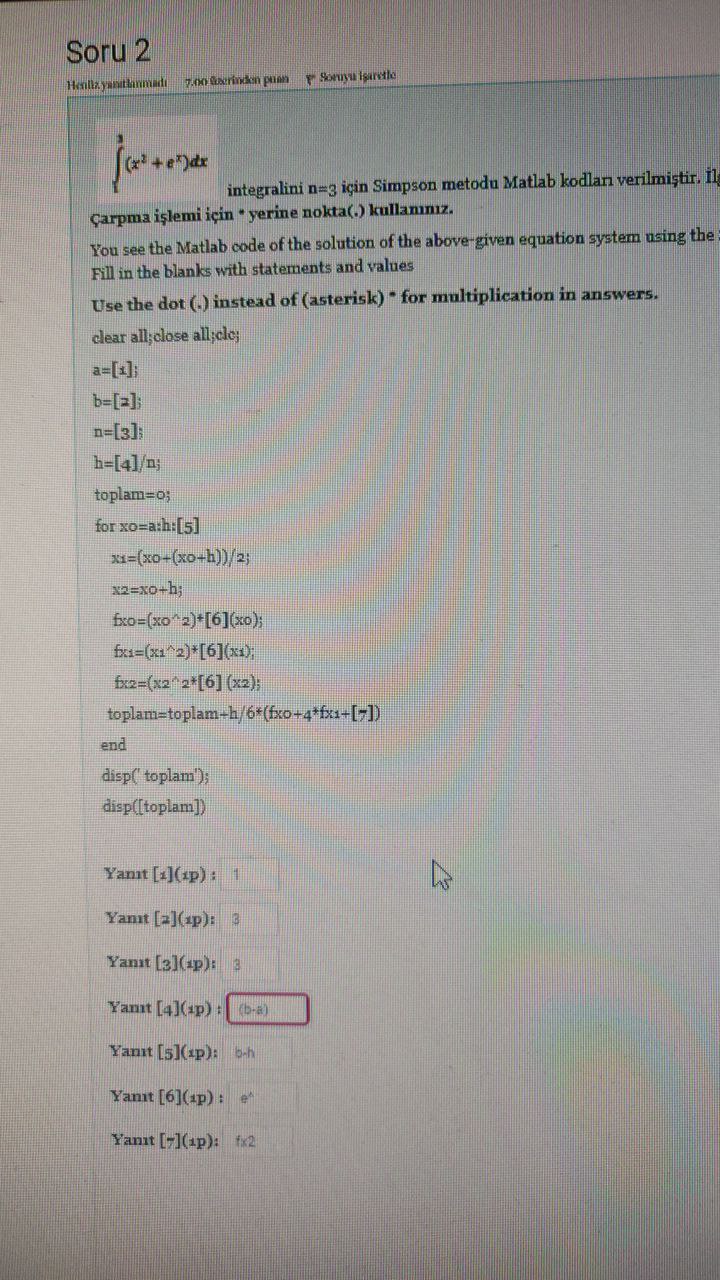 Soru 2
Henüz yanıtlanmadı 7,00 üzerinden puan Soruyu işaretle
3
∫(x² + eˣ)dx
1
integralini n=3 için Simpson metodu Matlab kodları verilmiştir.
Çarpma işlemi için * yerine nokta(.) kullanınız.
You see the Matlab code of the solution of the above-given equation system using the
Fill in the blanks with statements and values
Use the dot (.) instead of (asterisk) * for multiplication in answers.
clear all;close all;clc;
a=[1];
b=[2];
n=[3];
h=[4]/n;
toplam=0;
for x0=a:h:[5]
x1=(x0+(x0+h))/2;
x2=x0+h;
fx0=(x0^2)*[6](x0);
fx1=(x1^2)*[6](x1);
fx2=(x2^2*[6] (x2);
toplam=toplam+h/6*(fx0+4*fx1+[7])
end
disp(' toplam');
disp([toplam])
Yanıt [1](1p) : 1
Yanıt [2](1p): 3
Yanıt [3](1p): 3
Yanıt [4](1p) : (b-a)
Yanıt [5](1p): b-h
Yanıt [6](1p) : e^
Yanıt [7](1p): fx2